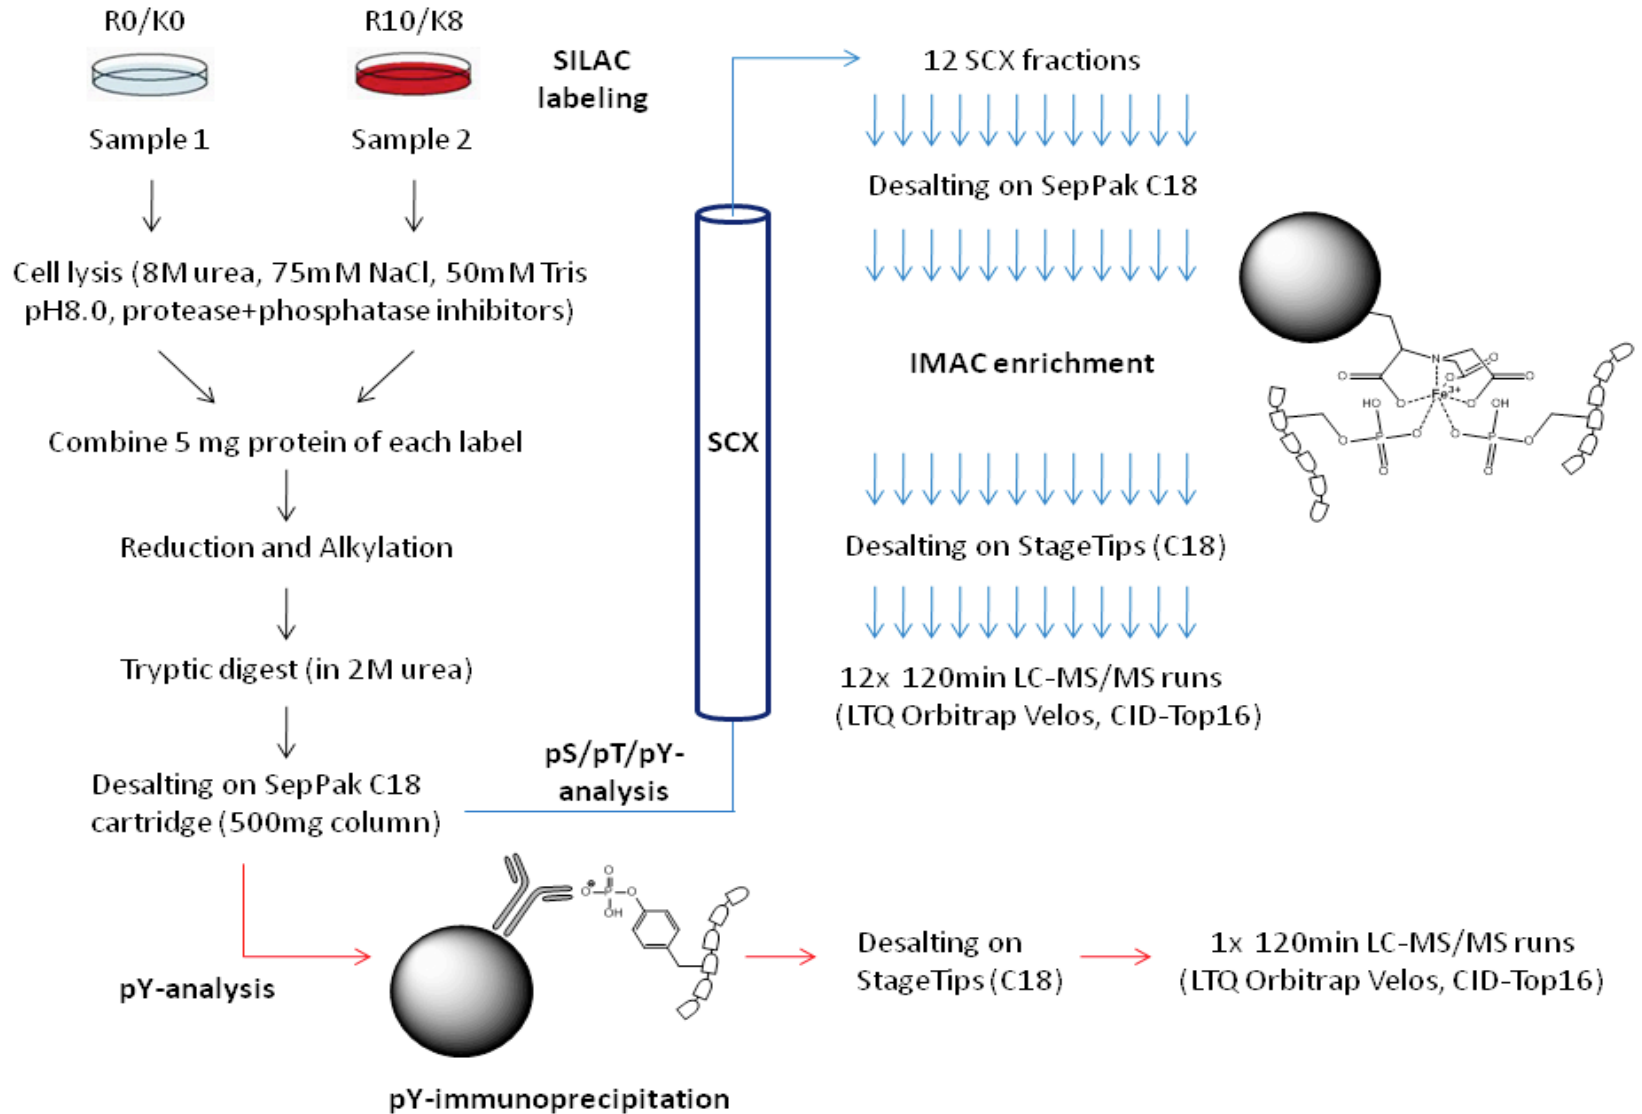 R0/K0
R10/K8
SILAC
labeling
Sample 1
Sample 2
Cell lysis (8M urea, 75mM NaCl, 50mM Tris
pH8.0, protease+phosphatase inhibitors)
Combine 5 mg protein of each label
Reduction and Alkylation
Tryptic digest (in 2M urea)
Desalting on SepPak C18
cartridge (500mg column)
pS/pT/pY-
analysis
SCX
12 SCX fractions
Desalting on SepPak C18
IMAC enrichment
N
O
O
O
O
O
O
Fe3+
HO
OH
O
P
O
O
P
O
O
O
Desalting on StageTips (C18)
12x 120min LC-MS/MS runs
(LTQ Orbitrap Velos, CID-Top16)
pY-analysis
O
O
P
O
OH
pY-immunoprecipitation
Desalting on
StageTips (C18)
1x 120min LC-MS/MS runs
(LTQ Orbitrap Velos, CID-Top16)